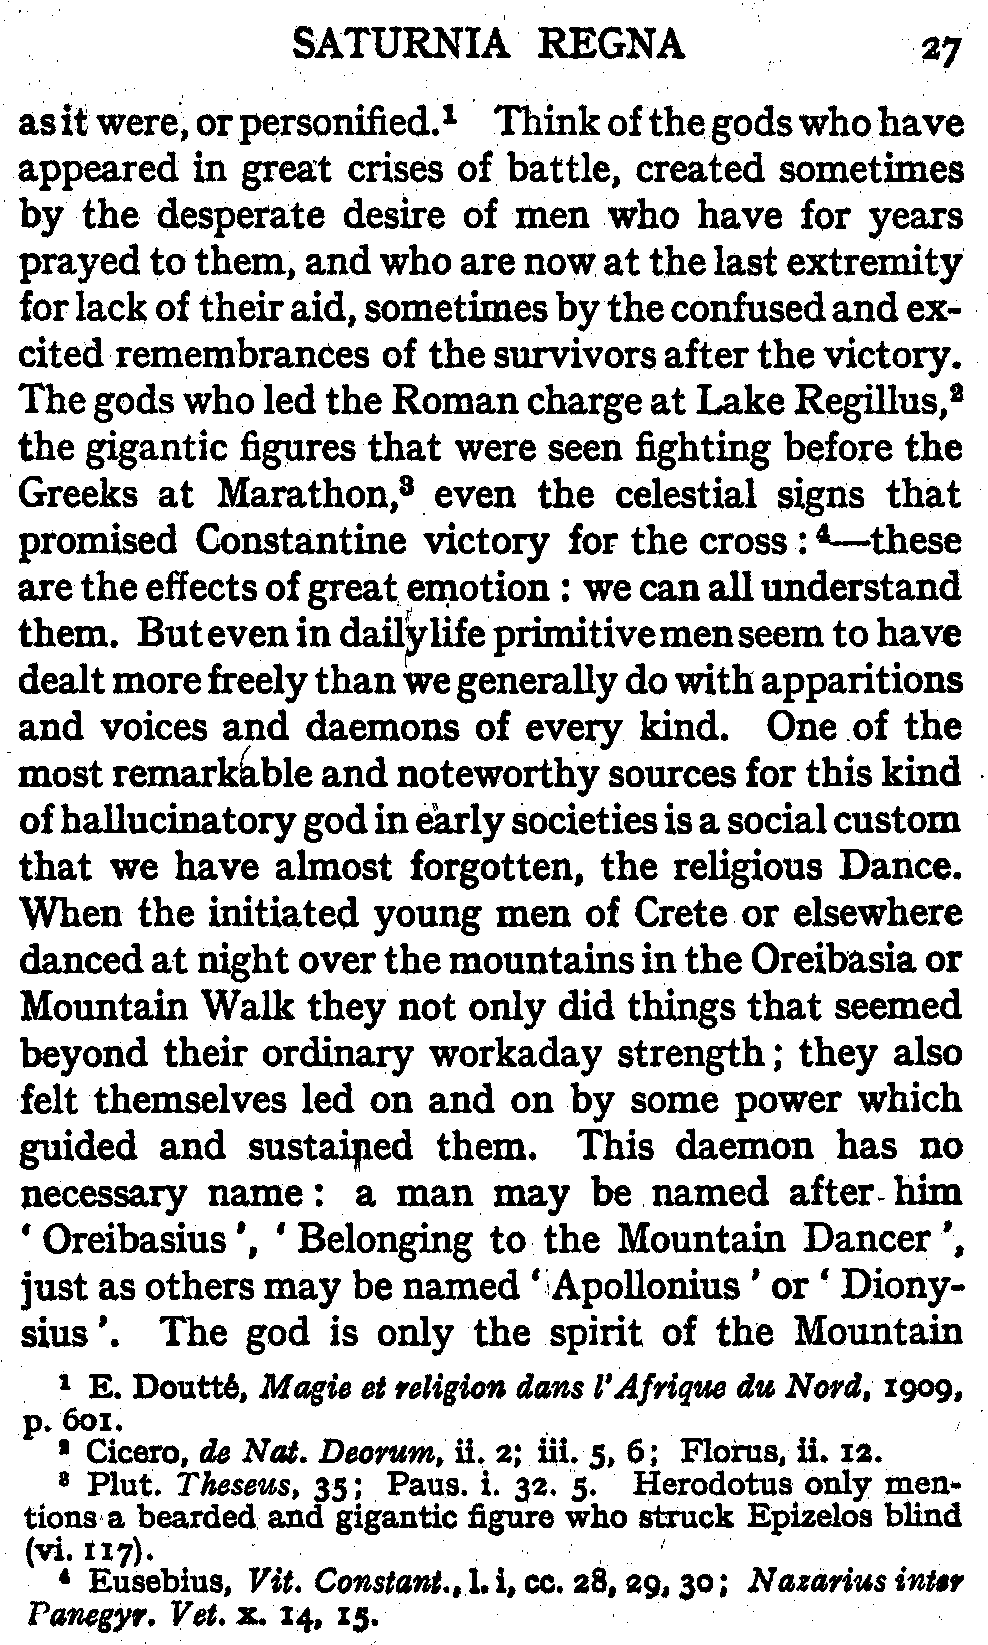 SATURNIA REGNA 27
as it were, or personified.¹ Think of the gods who have
appeared in great crises of battle, created sometimes
by the desperate desire of men who have for years
prayed to them, and who are now at the last extremity
for lack of their aid, sometimes by the confused and ex-
cited remembrances of the survivors after the victory.
The gods who led the Roman charge at Lake Regillus,²
the gigantic figures that were seen fighting before the
Greeks at Marathon,³ even the celestial signs that
promised Constantine victory for the cross : ⁴—these
are the effects of great emotion : we can all understand
them. But even in daily life primitive men seem to have
dealt more freely than we generally do with apparitions
and voices and daemons of every kind. One of the
most remarkable and noteworthy sources for this kind
of hallucinatory god in early societies is a social custom
that we have almost forgotten, the religious Dance.
When the initiated young men of Crete or elsewhere
danced at night over the mountains in the Oreibasia or
Mountain Walk they not only did things that seemed
beyond their ordinary workaday strength ; they also
felt themselves led on and on by some power which
guided and sustained them. This daemon has no
necessary name : a man may be named after him
‘ Oreibasius ’, ‘ Belonging to the Mountain Dancer ’,
just as others may be named ‘ Apollonius ’ or ‘ Diony-
sius ’. The god is only the spirit of the Mountain
¹ E. Doutté, Magie et religion dans l’Afrique du Nord, 1909,
p. 601.
² Cicero, de Nat. Deorum, ii. 2; iii. 5, 6; Florus, ii. 12.
³ Plut. Theseus, 35; Paus. i. 32. 5. Herodotus only men-
tions a bearded and gigantic figure who struck Epizelos blind
(vi. 117).
⁴ Eusebius, Vit. Constant., l. i, cc. 28, 29, 30; Nazarius inter
Panegyr. Vet. x. 14, 15.